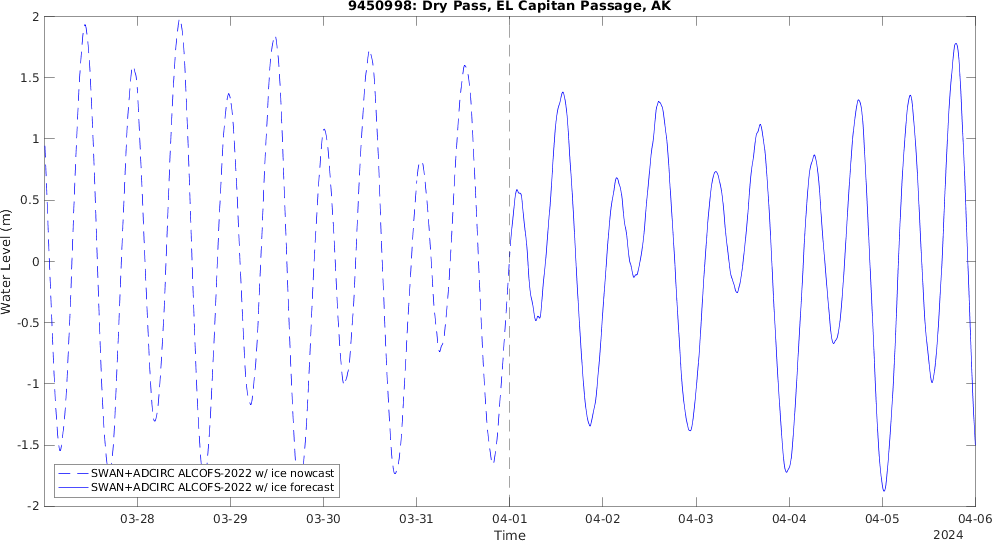 9450998: Dry Pass, EL Capitan Passage, AK
2
1.5
1
0.5
0
-0.5
-1
-1.5
-2
Water Level (m)
SWAN+ADCIRC ALCOFS-2022 w/ ice nowcast
SWAN+ADCIRC ALCOFS-2022 w/ ice forecast
03-28 03-29 03-30 03-31 04-01 04-02 04-03 04-04 04-05 04-06
Time
2024